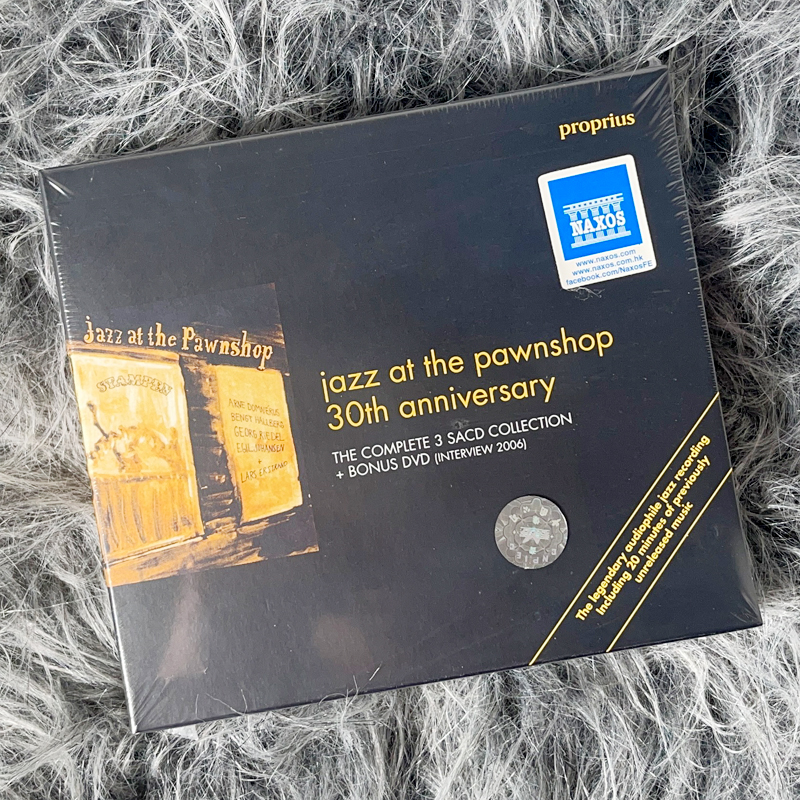 proprius
NAXOS
www.naxos.com
www.naxos.com.hk
facebook.com/NaxosFE
jazz at the Pawnshop
STAMPEN
ARNE DOMNÉRUS
BENGT HALLBERG
GEORG RIEDEL
EGIL JOHANSEN
LARS ERSTRAND
jazz at the pawnshop
30th anniversary
THE COMPLETE 3 SACD COLLECTION
+ BONUS DVD (INTERVIEW 2006)
The legendary audiophile jazz recording
Including 20 minutes of previously
unreleased music